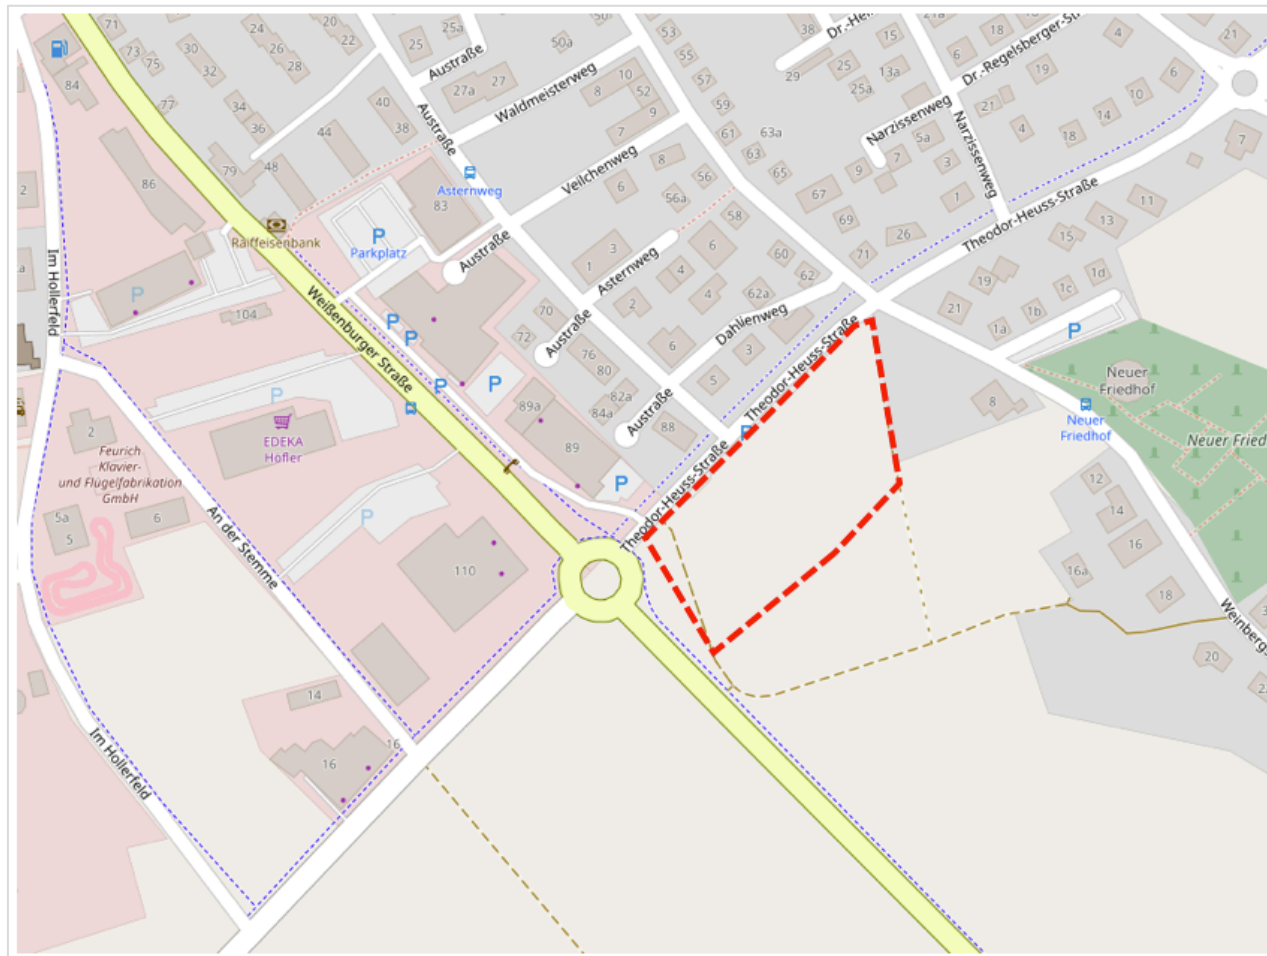 71
73
75
77
30
32
34
36
24
26
28
20
22
25
25a
50a
50
53
55
57
59
61
63
63a
65
67
69
71
38
29
25
25a
15
13a
21a
18
6
19
4
21
Dr.-Regelsberger-St
6
10
14
18
4
21
7
84
Austraße
Waldmeisterweg
27a
27
10
8
52
9
7
40
38
44
48
79
86
Austraße
Asternweg
83
Veilchenweg
8
6
56
56a
58
Narzissenweg
5a
7
9
3
1
Narzissenweg
Theodor-Heuss-Straße
26
11
13
15
19
21
1a
1b
1c
1d
Raiffeisenbank
P
Parkplatz
Austraße
3
1
Asternweg
2
4
6
4
60
62
62a
Dahlienweg
2
Im Hollerfeld
P
104
Weißenburger Straße
P
P
P
P
70
72
Austraße
76
80
82a
84a
6
3
5
Theodor-Heuss-Straße
P
Neuer
Friedhof
8
Neuer
Friedhof
Neuer Fried
P
EDEKA
Höfler
89a
89
Austraße
88
P
P
2
Feurich
Klavier-
und Flügelfabrikation
GmbH
5a
5
6
P
An der Stemme
110
P
Theodor-Heuss-Straße
12
14
16
16a
18
20
Weinbergs
14
16
16
Im Hollerfeld